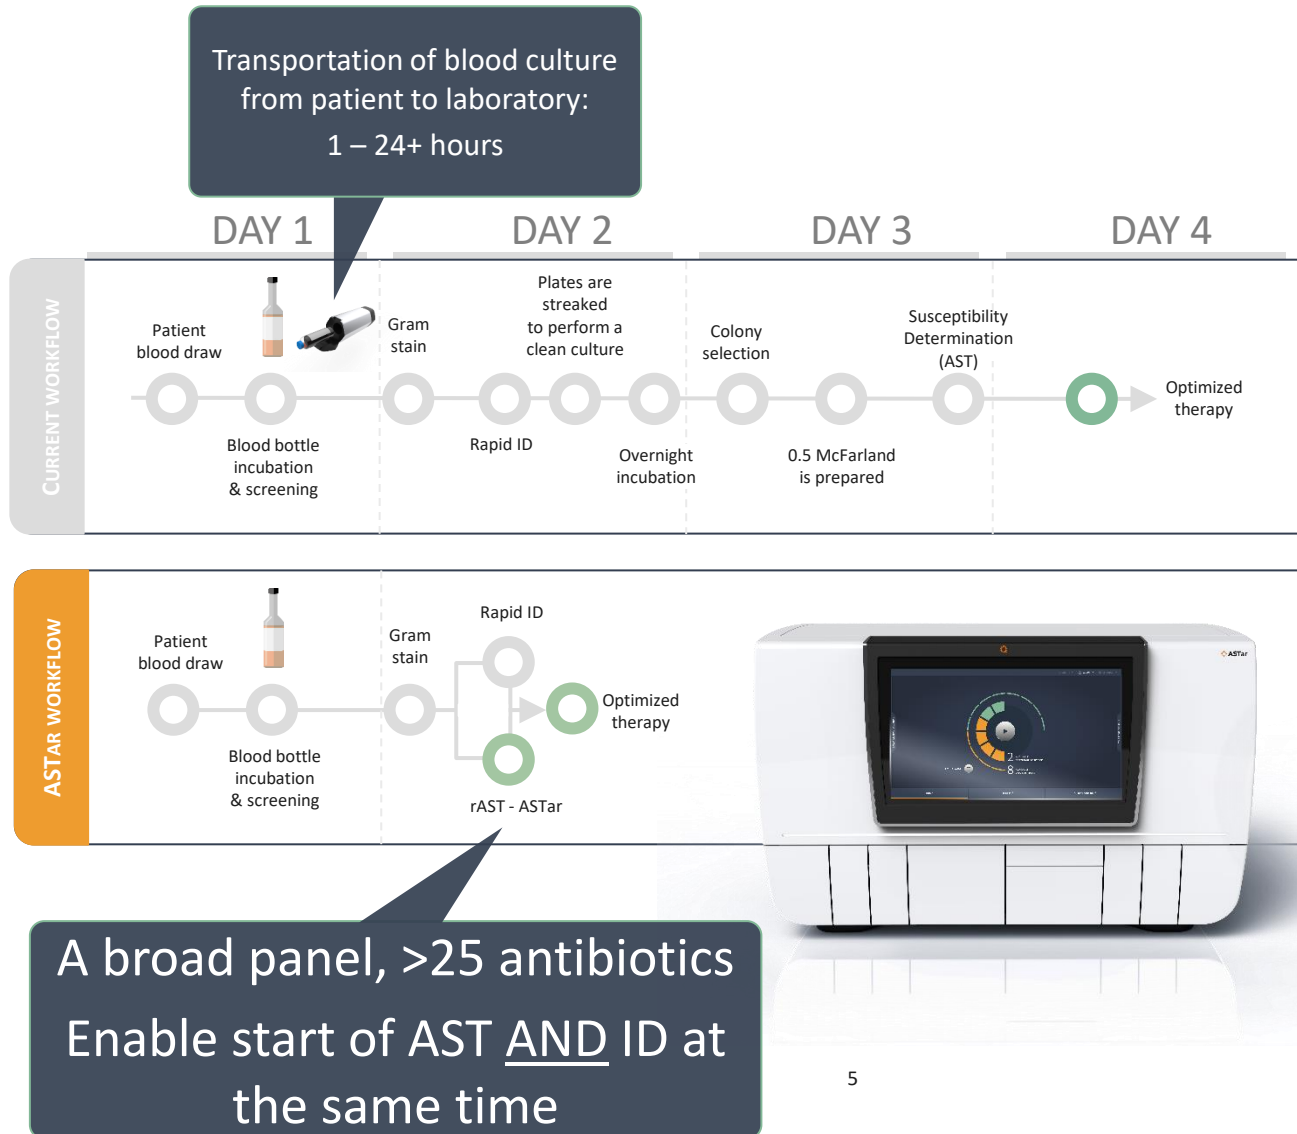 Transportation of blood culture
from patient to laboratory:
1 – 24+ hours
DAY 1
DAY 2
DAY 3
DAY 4
CURRENT WORKFLOW
Patient
blood draw
Blood bottle
incubation
& screening
Gram
stain
Rapid ID
Plates are
streaked
to perform a
clean culture
Overnight
incubation
Colony
selection
0.5 McFarland
is prepared
Susceptibility
Determination
(AST)
Optimized
therapy
ASTAR WORKFLOW
Patient
blood draw
Blood bottle
incubation
& screening
Gram
stain
Rapid ID
rAST - ASTar
Optimized
therapy
ASTar
2
8
A broad panel, >25 antibiotics
Enable start of AST AND ID at
the same time
5